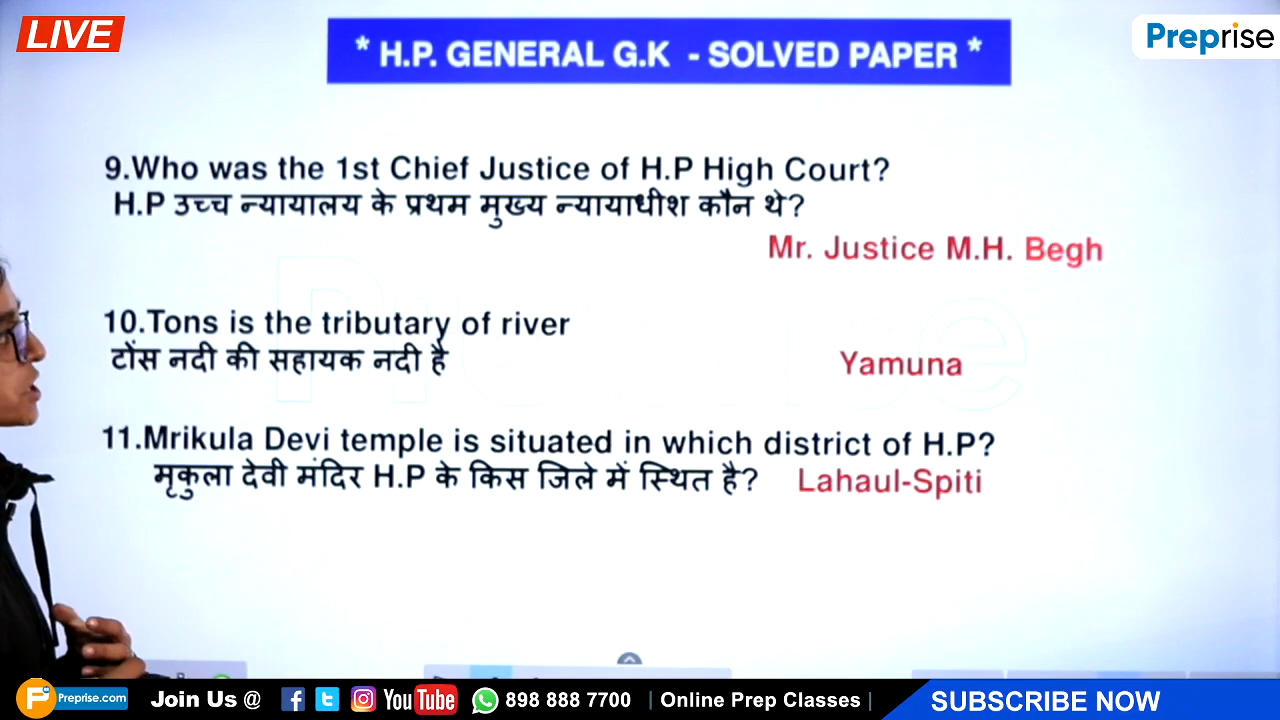 LIVE
* H.P. GENERAL G.K - SOLVED PAPER *
Preprise
9.Who was the 1st Chief Justice of H.P High Court?
H.P उच्च न्यायालय के प्रथम मुख्य न्यायाधीश कौन थे?
Mr. Justice M.H. Begh
10.Tons is the tributary of river
टोंस नदी की सहायक नदी है
Yamuna
11.Mrikula Devi temple is situated in which district of H.P?
मृकुला देवी मंदिर H.P के किस जिले में स्थित है? Lahaul-Spiti
Preprise
Preprise.com Join Us @ YouTube 898 888 7700 | Online Prep Classes | SUBSCRIBE NOW